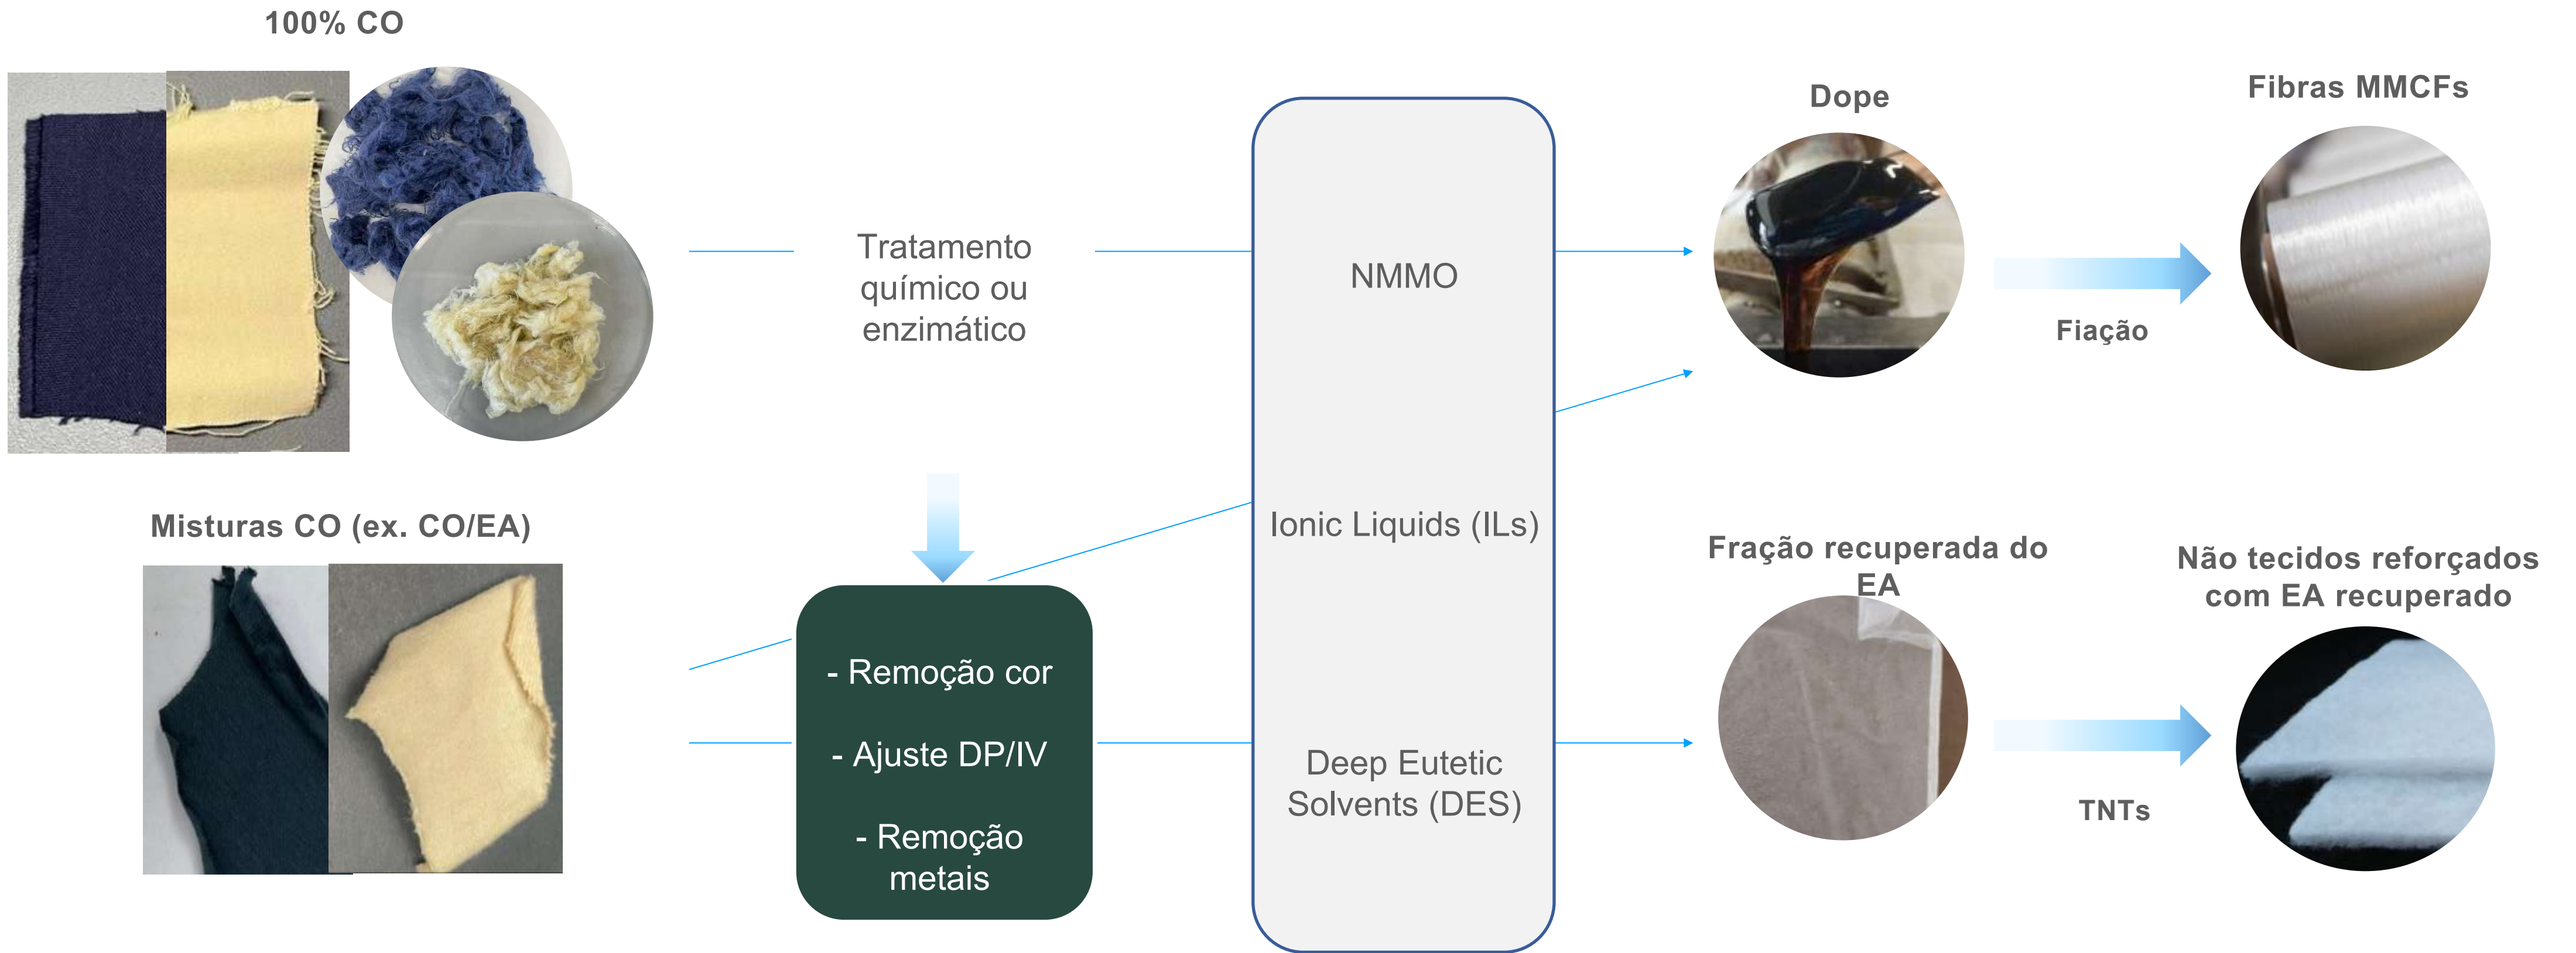 100% CO
Tratamento
químico ou
enzimático
Misturas CO (ex. CO/EA)
- Remoção cor
- Ajuste DP/IV
- Remoção
metais
NMMO
Ionic Liquids (ILs)
Deep Eutetic
Solvents (DES)
Dope
Fiação
Fibras MMCFs
Fração recuperada do
EA
TNTs
Não tecidos reforçados
com EA recuperado